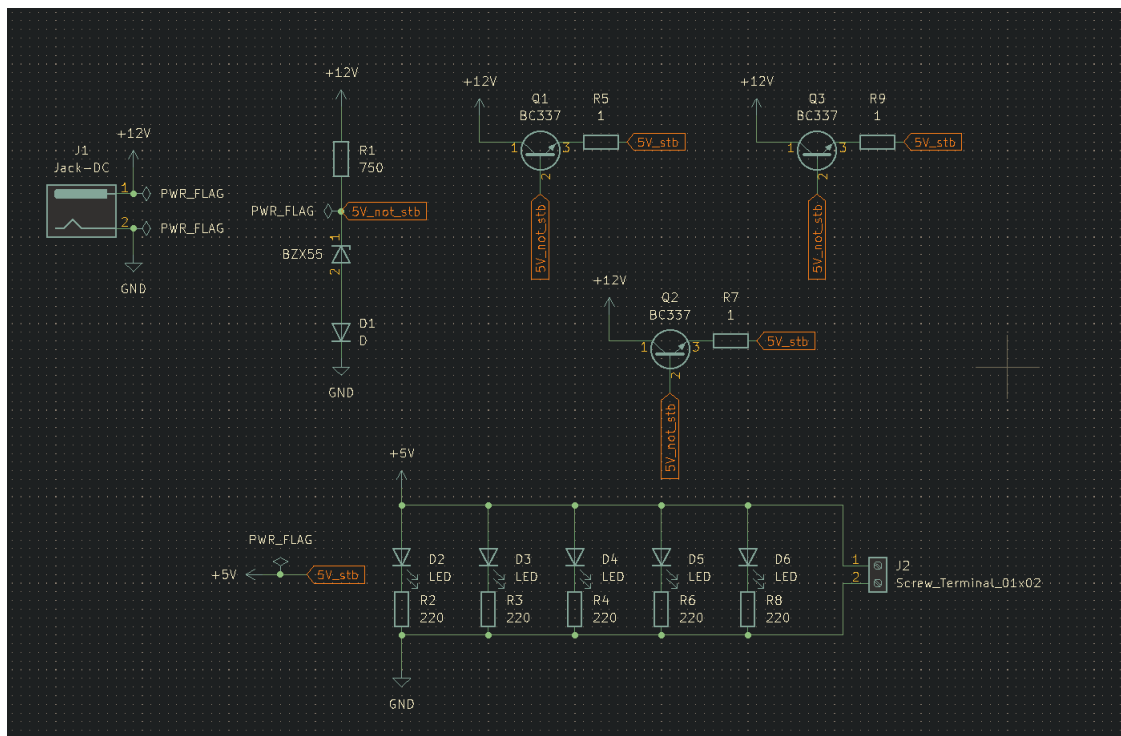 J1
Jack-DC
+12V
1
PWR_FLAG
2
PWR_FLAG
GND
+12V
R1
750
PWR_FLAG
5V_not_stb
1
BZX55
2
D1
D
GND
+12V
Q1
BC337
R5
1
1
3
5V_stb
2
5V_not_stb
+12V
Q3
BC337
R9
1
1
3
5V_stb
2
5V_not_stb
+12V
Q2
BC337
R7
1
1
3
5V_stb
2
5V_not_stb
PWR_FLAG
+5V
5V_stb
+5V
D2
LED
R2
220
D3
LED
R3
220
D4
LED
R4
220
D5
LED
R6
220
D6
LED
R8
220
1
2
J2
Screw_Terminal_01x02
GND